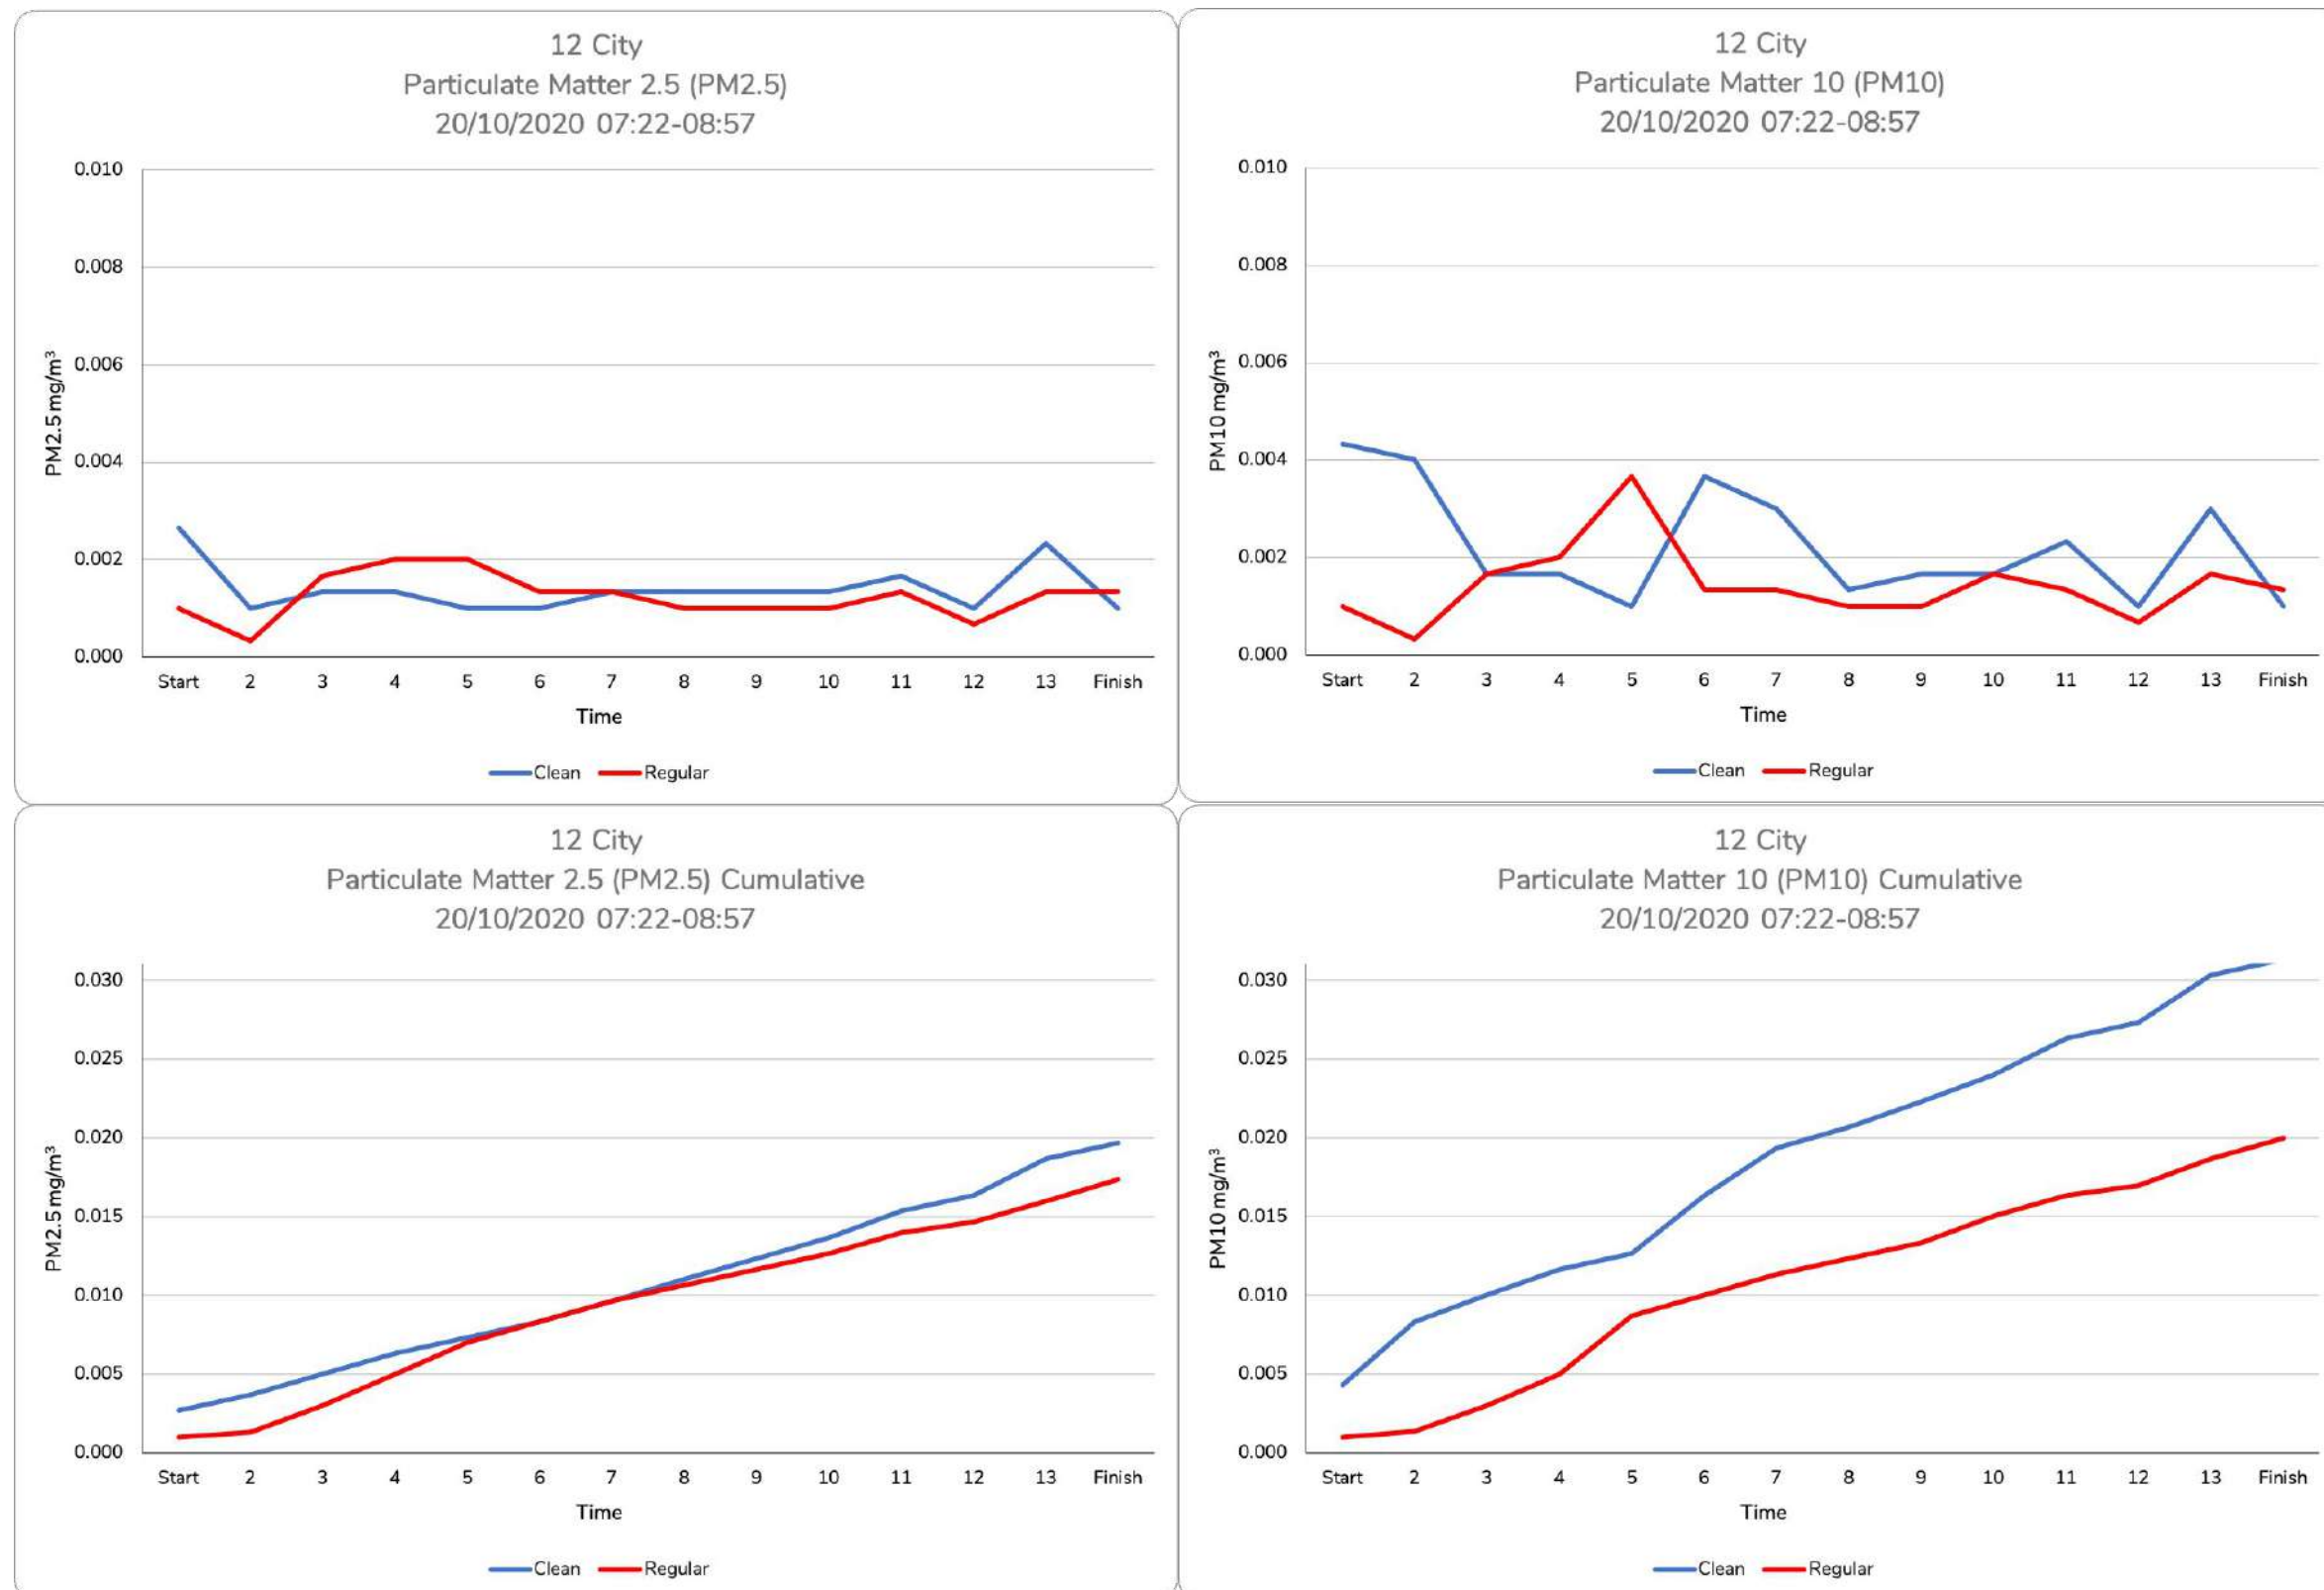 12 City
Particulate Matter 2.5 (PM2.5)
20/10/2020 07:22-08:57
0.010
0.008
0.006
0.004
0.002
0.000
PM2.5 mg/m³
Start 2 3 4 5 6 7 8 9 10 11 12 13 Finish
Time
Clean Regular
12 City
Particulate Matter 10 (PM10)
20/10/2020 07:22-08:57
0.010
0.008
0.006
0.004
0.002
0.000
PM10 mg/m³
Start 2 3 4 5 6 7 8 9 10 11 12 13 Finish
Time
Clean Regular
12 City
Particulate Matter 2.5 (PM2.5) Cumulative
20/10/2020 07:22-08:57
0.030
0.025
0.020
0.015
0.010
0.005
0.000
PM2.5 mg/m³
Start 2 3 4 5 6 7 8 9 10 11 12 13 Finish
Time
Clean Regular
12 City
Particulate Matter 10 (PM10) Cumulative
20/10/2020 07:22-08:57
0.030
0.025
0.020
0.015
0.010
0.005
0.000
PM10 mg/m³
Start 2 3 4 5 6 7 8 9 10 11 12 13 Finish
Time
Clean Regular